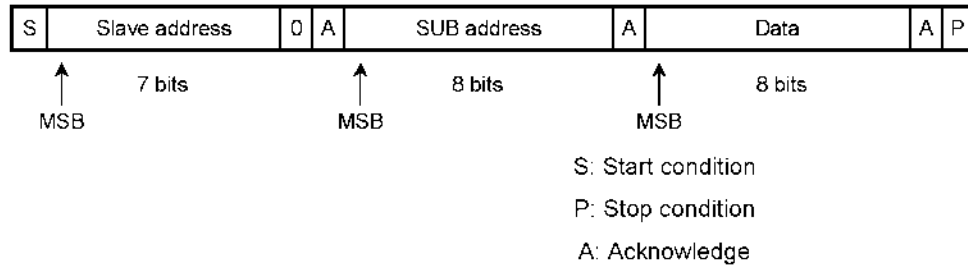 S Slave address 0 A SUB address A Data A P
7 bits 8 bits 8 bits
MSB MSB MSB
S: Start condition
P: Stop condition
A: Acknowledge